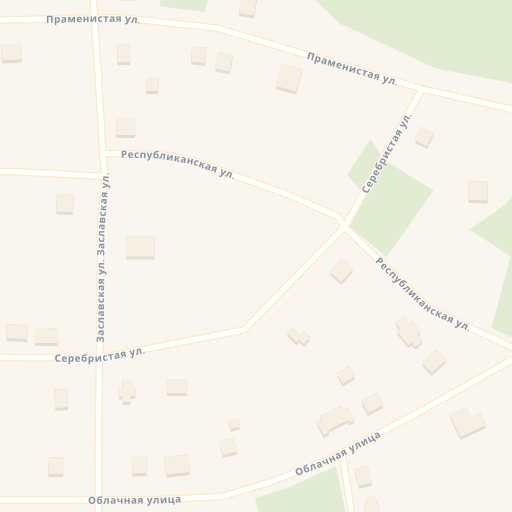 Праменистая ул.
Праменистая ул.
Серебристая ул.
Республиканская ул.
Заславская ул.
Заславская ул.
Республиканская ул.
Серебристая ул.
Облачная улица
Облачная улица